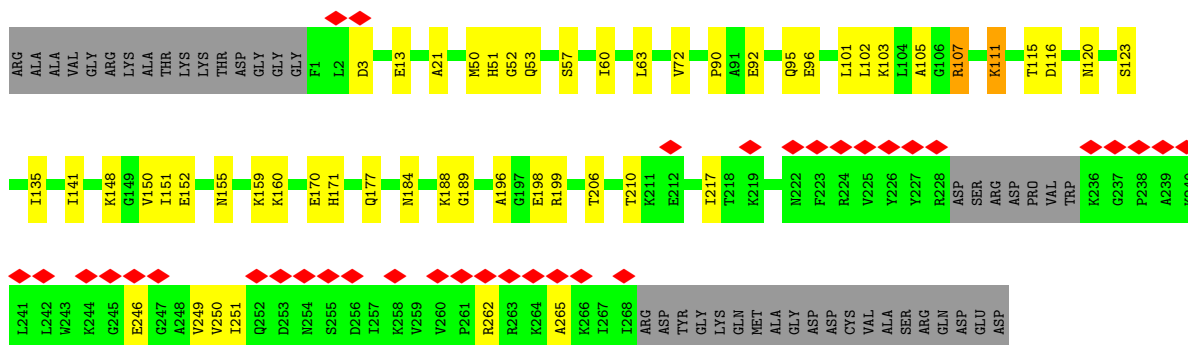 ARG ALA ALA VAL GLY ARG LYS ALA THR LYS LYS THR ASP GLY GLY GLY F1 L2 D3 E13 A21 M50 H51 G52 Q53 S57 I60 L63 V72 P90 A91 E92 Q95 E96 L101 L102 K103 L104 A105 G106 R107 K111 T115 D116 N120 S123
I135 I141 K148 G149 V150 I151 E152 N155 K159 K160 E170 H171 Q177 N184 K188 G189 A196 G197 E198 R199 T206 T210 K211 E212 I217 T218 K219 N222 F223 R224 V225 Y226 Y227 R228 ASP SER ARG ASP PRO VAL TRP K236 G237 P238 A239 K240
L241 L242 W243 K244 G245 E246 G247 A248 V249 V250 I251 Q252 D253 N254 S255 D256 I257 K258 V259 V260 P261 R262 R263 K264 A265 K266 I267 I268 ARG ASP TYR GLY LYS GLN MET ALA GLY ASP ASP CYS VAL ALA SER ARG GLN ASP GLU ASP